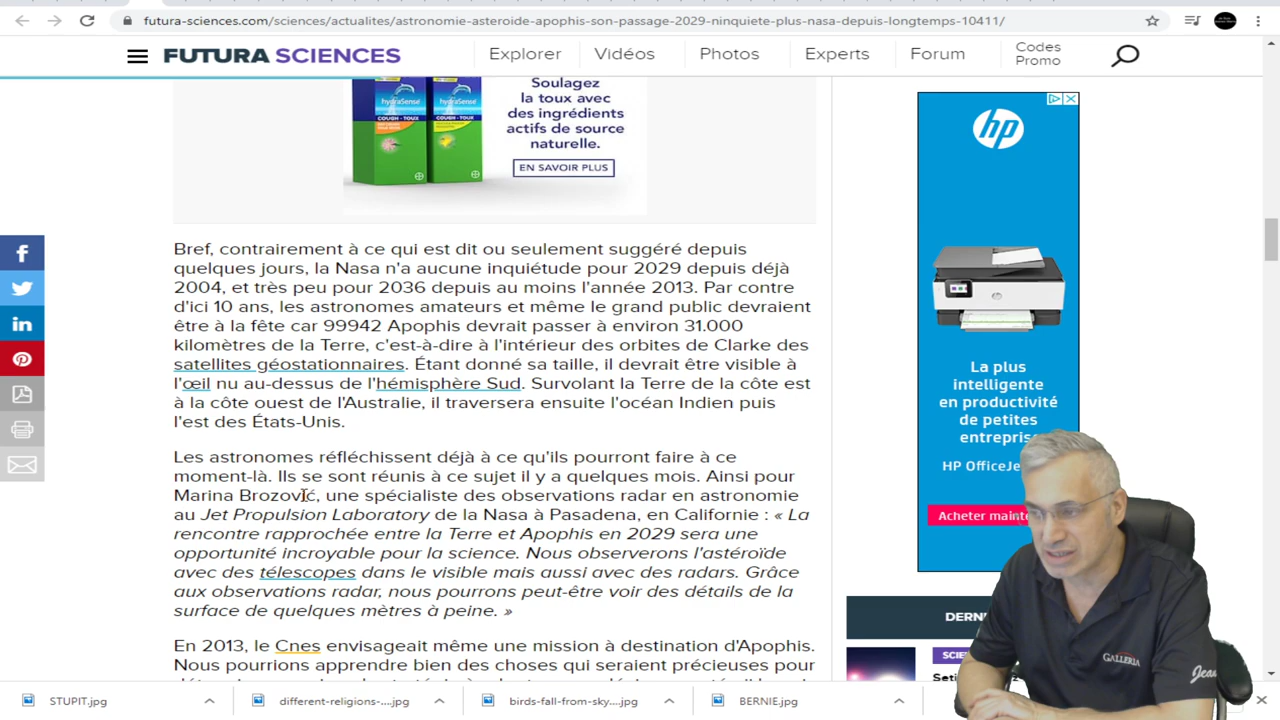 futura-sciences.com/sciences/actualites/astronomie-asteroide-apophis-son-passage-2029-ninquiete-plus-nasa-depuis-longtemps-10411/
FUTURA SCIENCES
Explorer
Vidéos
Photos
Experts
Forum
Codes
Promo
hydraSense
hydraSense
COUGH - TOUX
COUGH - TOUX
Soulagez
la toux avec
des ingrédients
actifs de source
naturelle.
EN SAVOIR PLUS
Bref, contrairement à ce qui est dit ou seulement suggéré depuis
quelques jours, la Nasa n'a aucune inquiétude pour 2029 depuis déjà
2004, et très peu pour 2036 depuis au moins l'année 2013. Par contre
d'ici 10 ans, les astronomes amateurs et même le grand public devraient
être à la fête car 99942 Apophis devrait passer à environ 31.000
kilomètres de la Terre, c'est-à-dire à l'intérieur des orbites de Clarke des
satellites géostationnaires. Étant donné sa taille, il devrait être visible à
l'œil nu au-dessus de l'hémisphère Sud. Survolant la Terre de la côte est
à la côte ouest de l'Australie, il traversera ensuite l'océan Indien puis
l'est des États-Unis.
Les astronomes réfléchissent déjà à ce qu'ils pourront faire à ce
moment-là. Ils se sont réunis à ce sujet il y a quelques mois. Ainsi pour
Marina Brozović, une spécialiste des observations radar en astronomie
au Jet Propulsion Laboratory de la Nasa à Pasadena, en Californie : « La
rencontre rapprochée entre la Terre et Apophis en 2029 sera une
opportunité incroyable pour la science. Nous observerons l'astéroïde
avec des télescopes dans le visible mais aussi avec des radars. Grâce
aux observations radar, nous pourrons peut-être voir des détails de la
surface de quelques mètres à peine. »
En 2013, le Cnes envisageait même une mission à destination d'Apophis.
Nous pourrions apprendre bien des choses qui seraient précieuses pour
hp
La plus
intelligente
en productivité
de petites
HP
Acheter
GALLERIA
Jean
STUPIT.jpg
different-religions-....jpg
birds-fall-from-sky....jpg
BERNIE.jpg